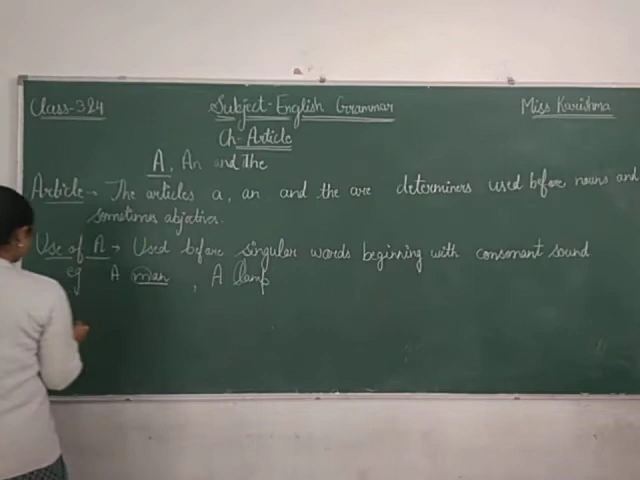 Class-3&4 Subject-English Grammar Miss Karishma
Ch- Article
A, An and the
Article → The articles a, an and the are determiners used before nouns and
sometimes abjective.
Use of A → Used before singular words beginning with consonant sound
eg A man, A lamp